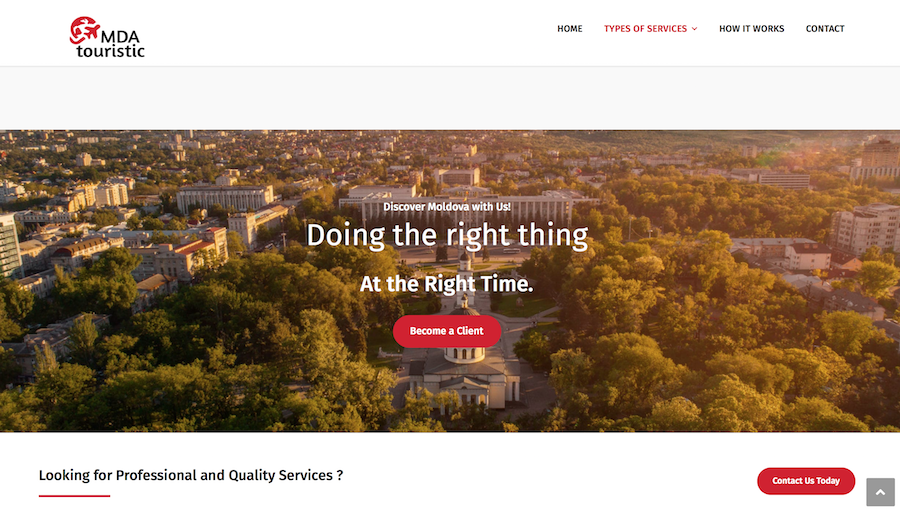 MDA
touristic
HOME
TYPES OF SERVICES
HOW IT WORKS
CONTACT
Discover Moldova with Us!
Doing the right thing
At the Right Time.
Become a Client
Looking for Professional and Quality Services ?
Contact Us Today